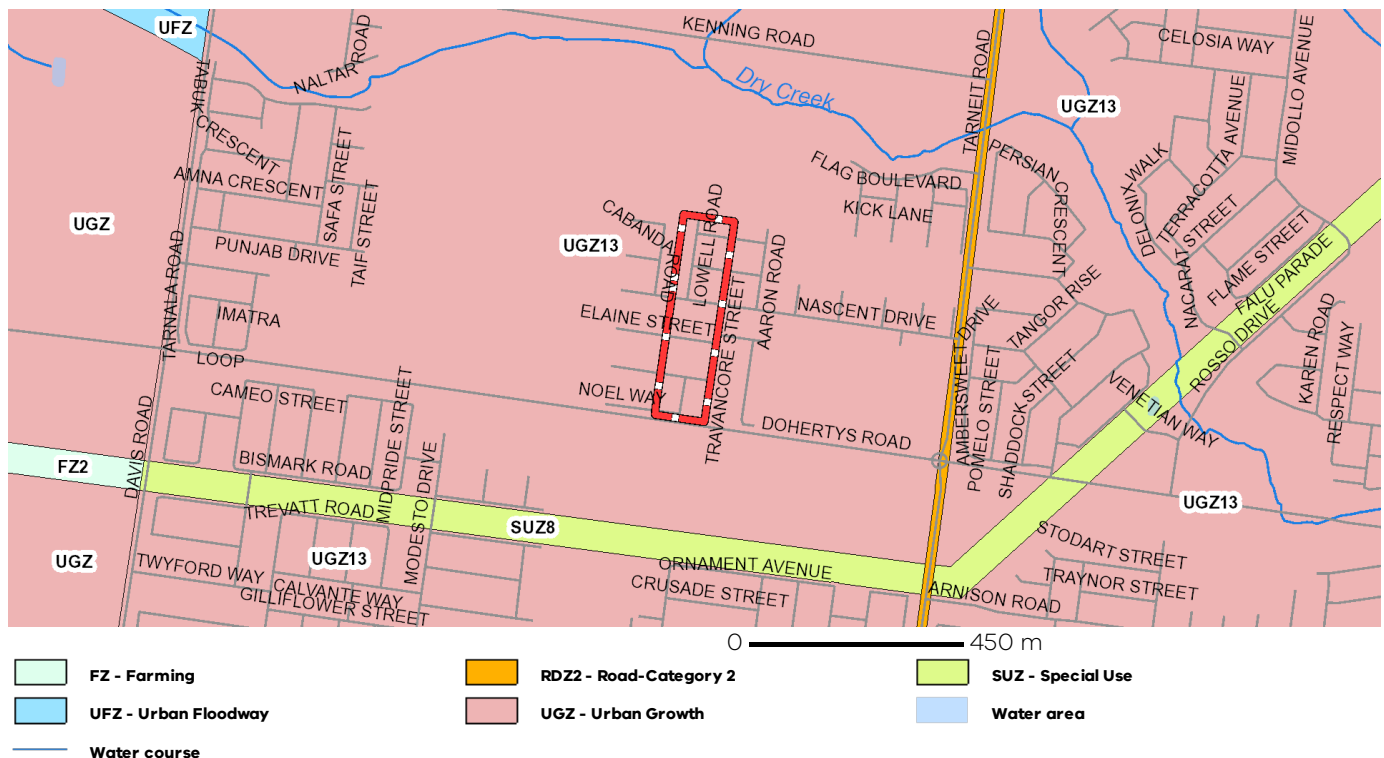 UFZ
KENNING ROAD
TARNEIT ROAD
CELOSIA WAY
MIDOLLO AVENUE
NALTAR ROAD
TABUK CRESCENT
Dry Creek
UGZ13
DELONIX WALK
TERRACOTTA AVENUE
PERSIAN CRESCENT
FLAG BOULEVARD
KICK LANE
AMNA CRESCENT
SAFA STREET
TAIF STREET
PUNJAB DRIVE
UGZ
TARNALA ROAD
IMATRA
LOOP
CABANDA ROAD
UGZ13
LOWELL ROAD
AARON ROAD
TRAVANCORE STREET
ELAINE STREET
NOEL WAY
NASCENT DRIVE
DOHERTYS ROAD
AMBERSWEET DRIVE
TANGOR RISE
POMELO STREET
SHADDOCK STREET
NACARAT STREET
FLAME STREET
FALU PARADE
ROSSO DRIVE
VENETIAN WAY
KAREN ROAD
RESPECT WAY
UGZ13
CAMEO STREET
MIDPRIDE STREET
MODESTO DRIVE
BISMARK ROAD
DAVIS ROAD
FZ2
TREVATT ROAD
SUZ8
UGZ
UGZ13
TWYFORD WAY
CALVANTE WAY
GILLIFLOWER STREET
ORNAMENT AVENUE
CRUSADE STREET
ARNISON ROAD
STODART STREET
TRAYNOR STREET
0 450 m
FZ - Farming
RDZ2 - Road-Category 2
SUZ - Special Use
UFZ - Urban Floodway
UGZ - Urban Growth
Water area
Water course